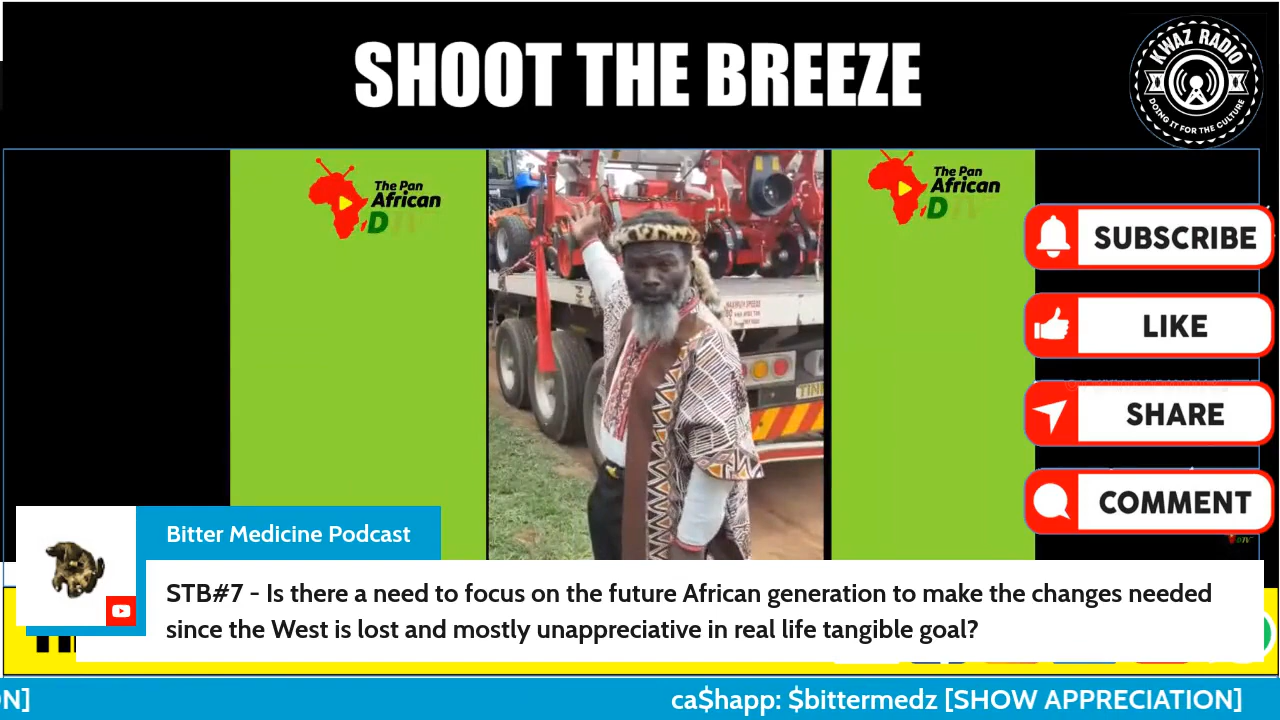 SHOOT THE BREEZE
KWAZ RADIO
DOING IT FOR THE CULTURE
The Pan
African
D
The Pan
African
D
SUBSCRIBE
LIKE
SHARE
COMMENT
Bitter Medicine Podcast
STB#7 - Is there a need to focus on the future African generation to make the changes needed
since the West is lost and mostly unappreciative in real life tangible goal?
ca$happ: $bittermedz [SHOW APPRECIATION]